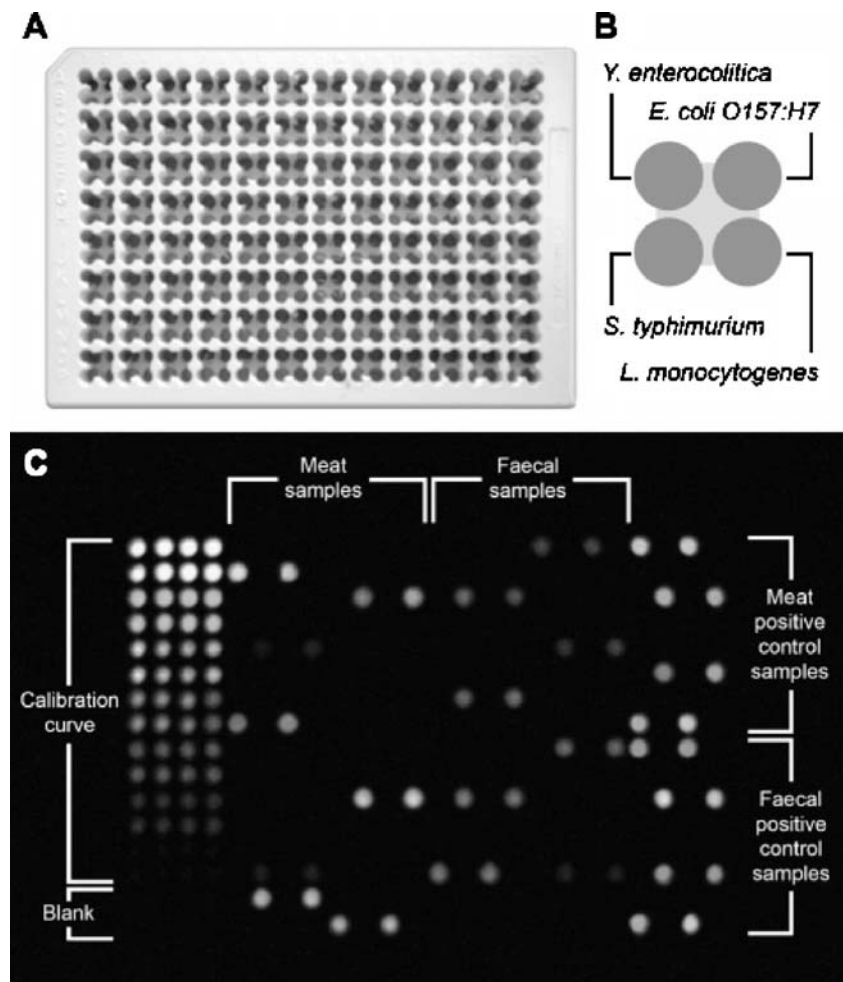 A
B
Y. enterocolitica
E. coli O157:H7
S. typhimurium
L. monocytogenes
C
Meat
samples
Faecal
samples
Calibration
curve
Blank
Meat
positive
control
samples
Faecal
positive
control
samples